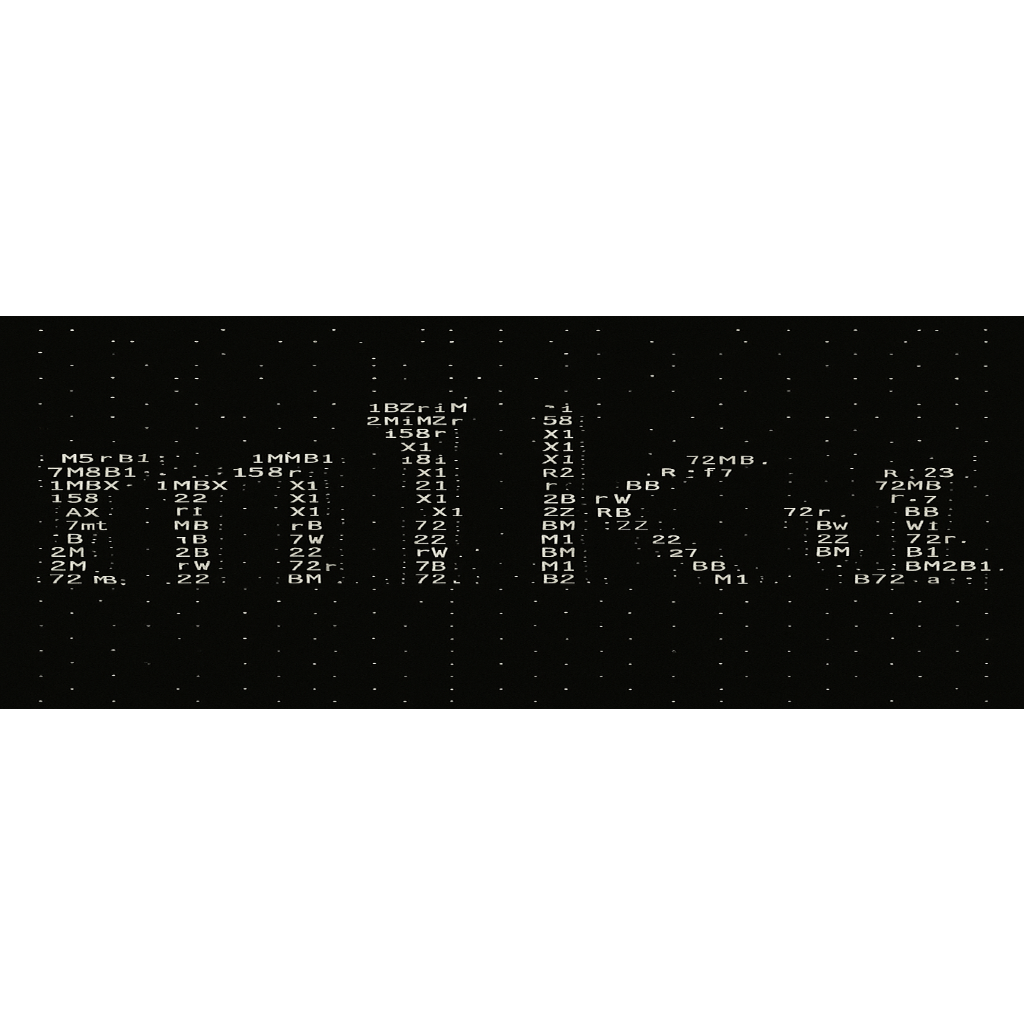 1BZriM -i
2MiMZr 58
i58r X1
X1 X1
M5rB1 1MMB1 18i X1 72MB.
7M8B1 158r X1 R2 .R -f7 R .23
1MBX 1MBX X1 21 r BB 72MB
158 22 X1 X1 2B rW r.7
AX ri X1 X1 2Z RB 72r. BB
7mt MB rB 72 BM 2Z Bw Wi
B B 7W 22 M1 22 2Z 72r.
2M 2B 22 rW BM 27 BM B1
2M rW 72r 7B M1 BB BM2B1.
72 MB 22 BM 72 B2 M1 B72 a